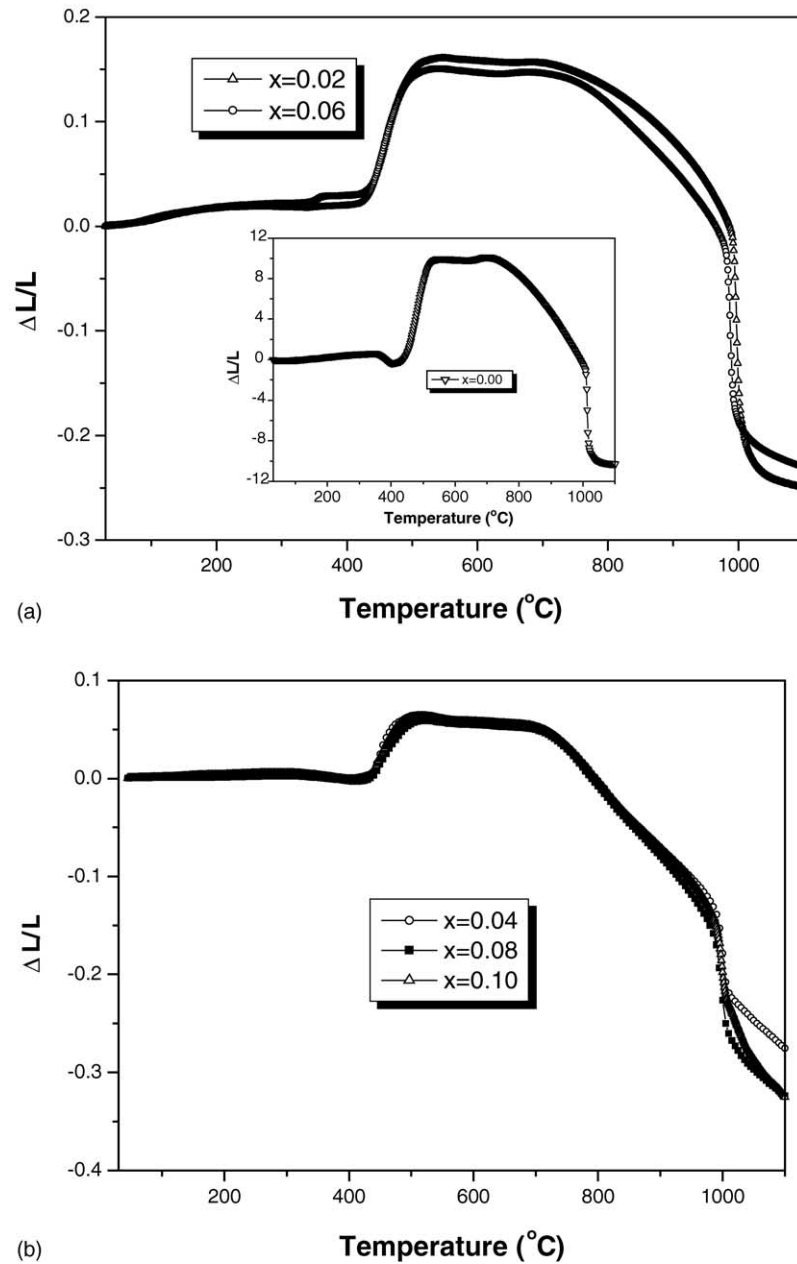 0.2
x=0.02
x=0.06
0.1
0.0
Δ L/L
-0.1
-0.2
-0.3
12
8
4
0
-4
-8
-12
ΔL/L
x=0.00
200 400 600 800 1000
Temperature (°C)
200 400 600 800 1000
(a)
Temperature (°C)
0.1
0.0
-0.1
Δ L/L
x=0.04
x=0.08
x=0.10
-0.2
-0.3
-0.4
200 400 600 800 1000
(b)
Temperature (°C)